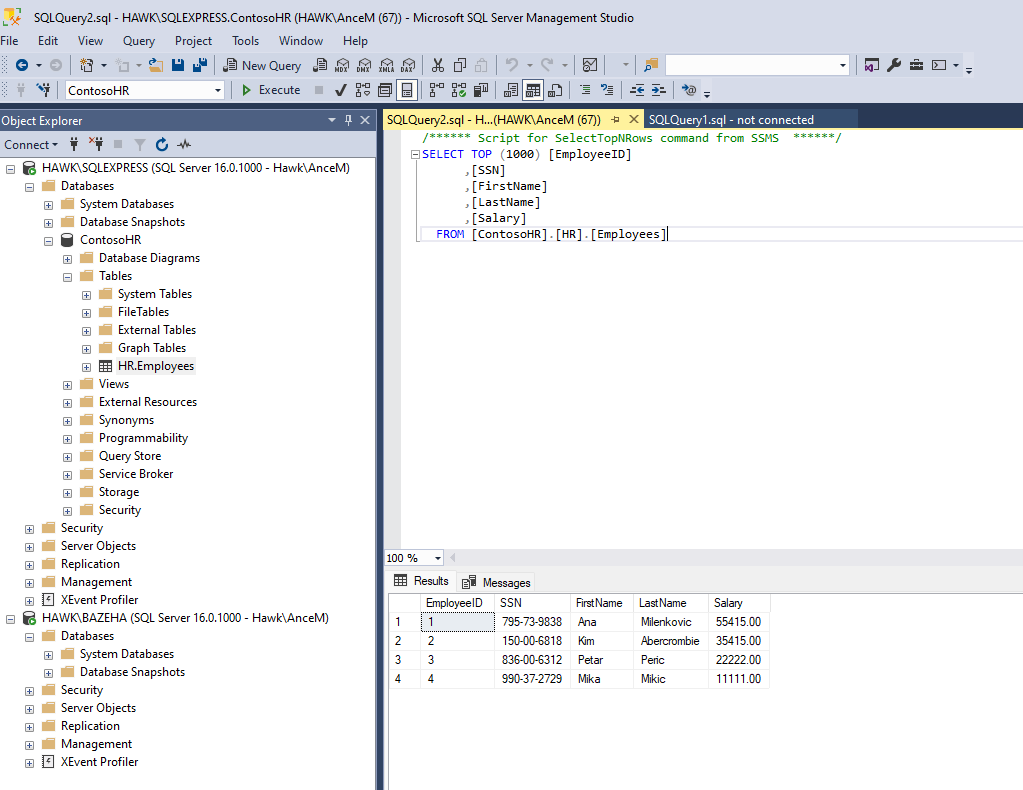 SQLQuery2.sql - HAWK\SQLEXPRESS.ContosoHR (HAWK\AnceM (67)) - Microsoft SQL Server Management Studio
File Edit View Query Project Tools Window Help
New Query MDX DMX XMLA DAX
ContosoHR Execute
Object Explorer
Connect
HAWK\SQLEXPRESS (SQL Server 16.0.1000 - Hawk\AnceM)
Databases
System Databases
Database Snapshots
ContosoHR
Database Diagrams
Tables
System Tables
FileTables
External Tables
Graph Tables
HR.Employees
Views
External Resources
Synonyms
Programmability
Query Store
Service Broker
Storage
Security
Security
Server Objects
Replication
Management
XEvent Profiler
HAWK\BAZEHA (SQL Server 16.0.1000 - Hawk\AnceM)
Databases
System Databases
Database Snapshots
Security
Server Objects
Replication
Management
XEvent Profiler
SQLQuery2.sql - H...(HAWK\AnceM (67)) SQLQuery1.sql - not connected
/****** Script for SelectTopNRows command from SSMS ******/
SELECT TOP (1000) [EmployeeID]
,[SSN]
,[FirstName]
,[LastName]
,[Salary]
FROM [ContosoHR].[HR].[Employees]
100 %
Results Messages
EmployeeID SSN FirstName LastName Salary
1 1 795-73-9838 Ana Milenkovic 55415.00
2 2 150-00-6818 Kim Abercrombie 35415.00
3 3 836-00-6312 Petar Peric 22222.00
4 4 990-37-2729 Mika Mikic 11111.00